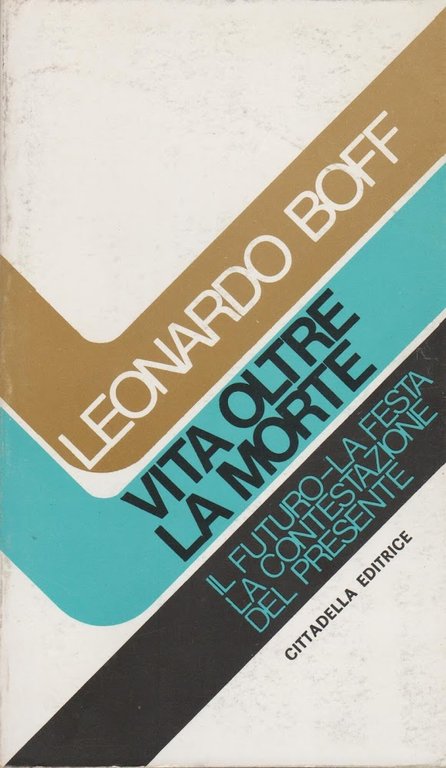 LEONARDO BOFF
VITA OLTRE
LA MORTE
IL FUTURO-LA FESTA
LA CONTESTAZIONE
DEL PRESENTE
CITTADELLA EDITRICE